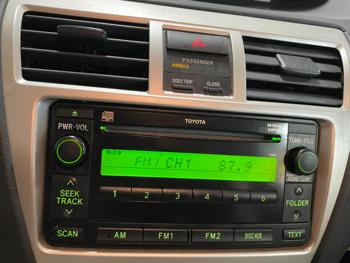 PASSENGER
AIRBAG
ODO/TRIP CLOCK
TOYOTA
PWR·VOL
TUNE·FILE
FM1 CH1 87.9
SEEK
TRACK
1 2 3 4 5 6
FOLDER
SCAN AM FM1 FM2 DISC·AUX TEXT